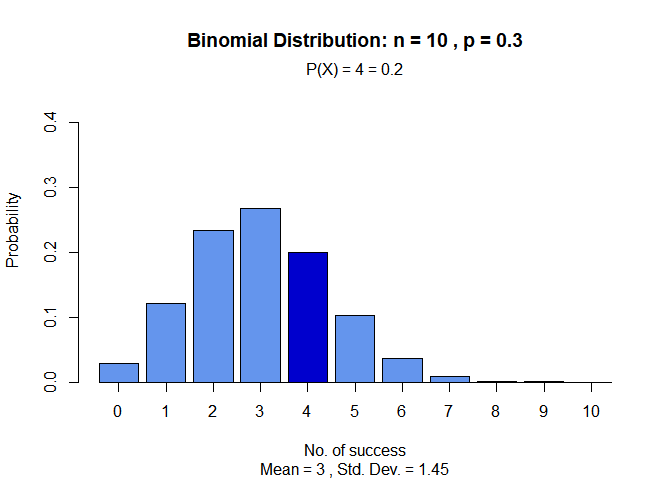 Binomial Distribution: n = 10 , p = 0.3
P(X) = 4 = 0.2
Probability
0.4
0.3
0.2
0.1
0.0
0 1 2 3 4 5 6 7 8 9 10
No. of success
Mean = 3 , Std. Dev. = 1.45